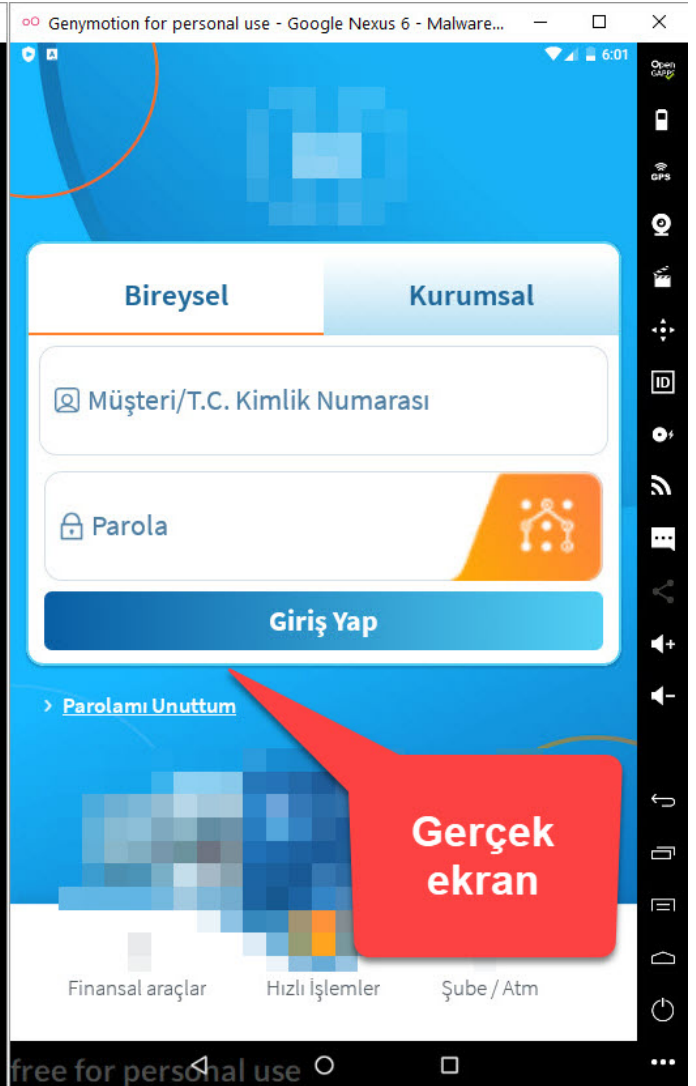 Genymotion for personal use - Google Nexus 6 - Malware...
6:01
Open
GAPPS
GPS
ID
Bireysel
Kurumsal
Müşteri/T.C. Kimlik Numarası
Parola
Giriş Yap
Parolamı Unuttum
Gerçek
ekran
Finansal araçlar
Hızlı İşlemler
Şube / Atm
free for personal use